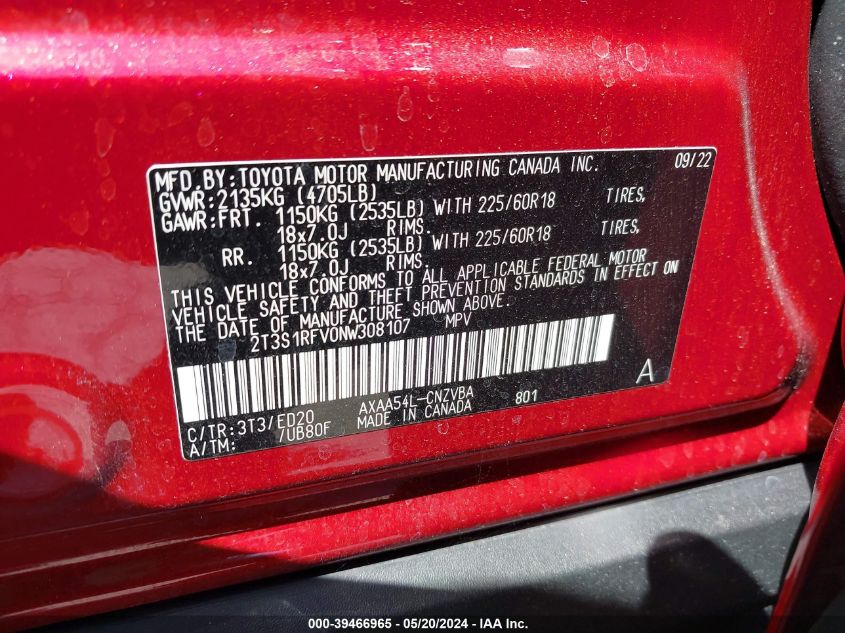 MFD. BY: TOYOTA MOTOR MANUFACTURING CANADA INC. 09/22
GVWR: 2135KG (4705LB)
GAWR: FRT. 1150KG (2535LB) WITH 225/60R18 TIRES,
18x7.0J RIMS.
RR. 1150KG (2535LB) WITH 225/60R18 TIRES,
18x7.0J RIMS.
THIS VEHICLE CONFORMS TO ALL APPLICABLE FEDERAL MOTOR
VEHICLE SAFETY AND THEFT PREVENTION STANDARDS IN EFFECT ON
THE DATE OF MANUFACTURE SHOWN ABOVE.
2T3S1RFV0NW308107 MPV
A
C/TR: 3T3/ED20 AXAA54L-CNZVBA 801
A/TM: /UB80F MADE IN CANADA
000-39466965 - 05/20/2024 - IAA Inc.